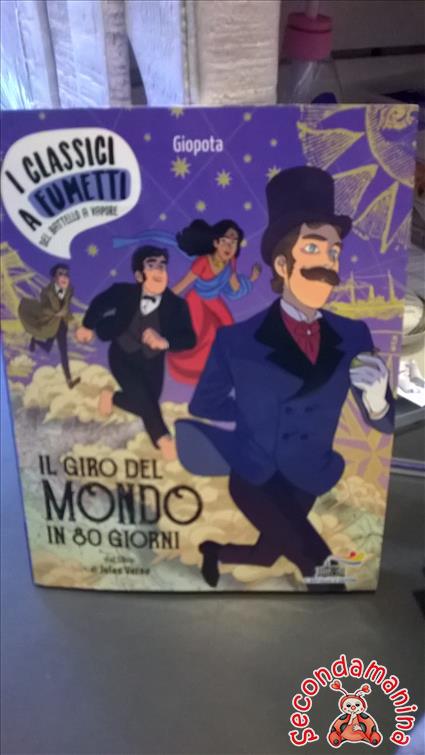 Giopota
I CLASSICI
A FUMETTI
DEL BATTELLO A VAPORE
IL GIRO DEL
MONDO
IN 80 GIORNI
dal libro
di Jules Verne
secondamanina